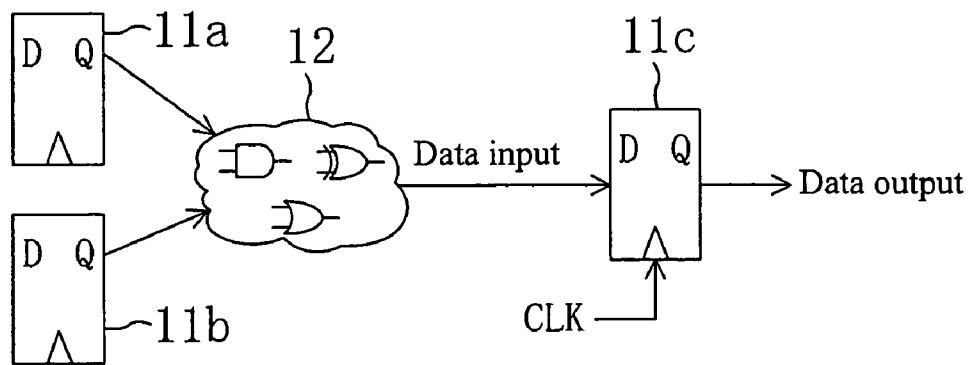 D Q
11a
12
11c
Data input
D Q
Data output
D Q
11b
CLK